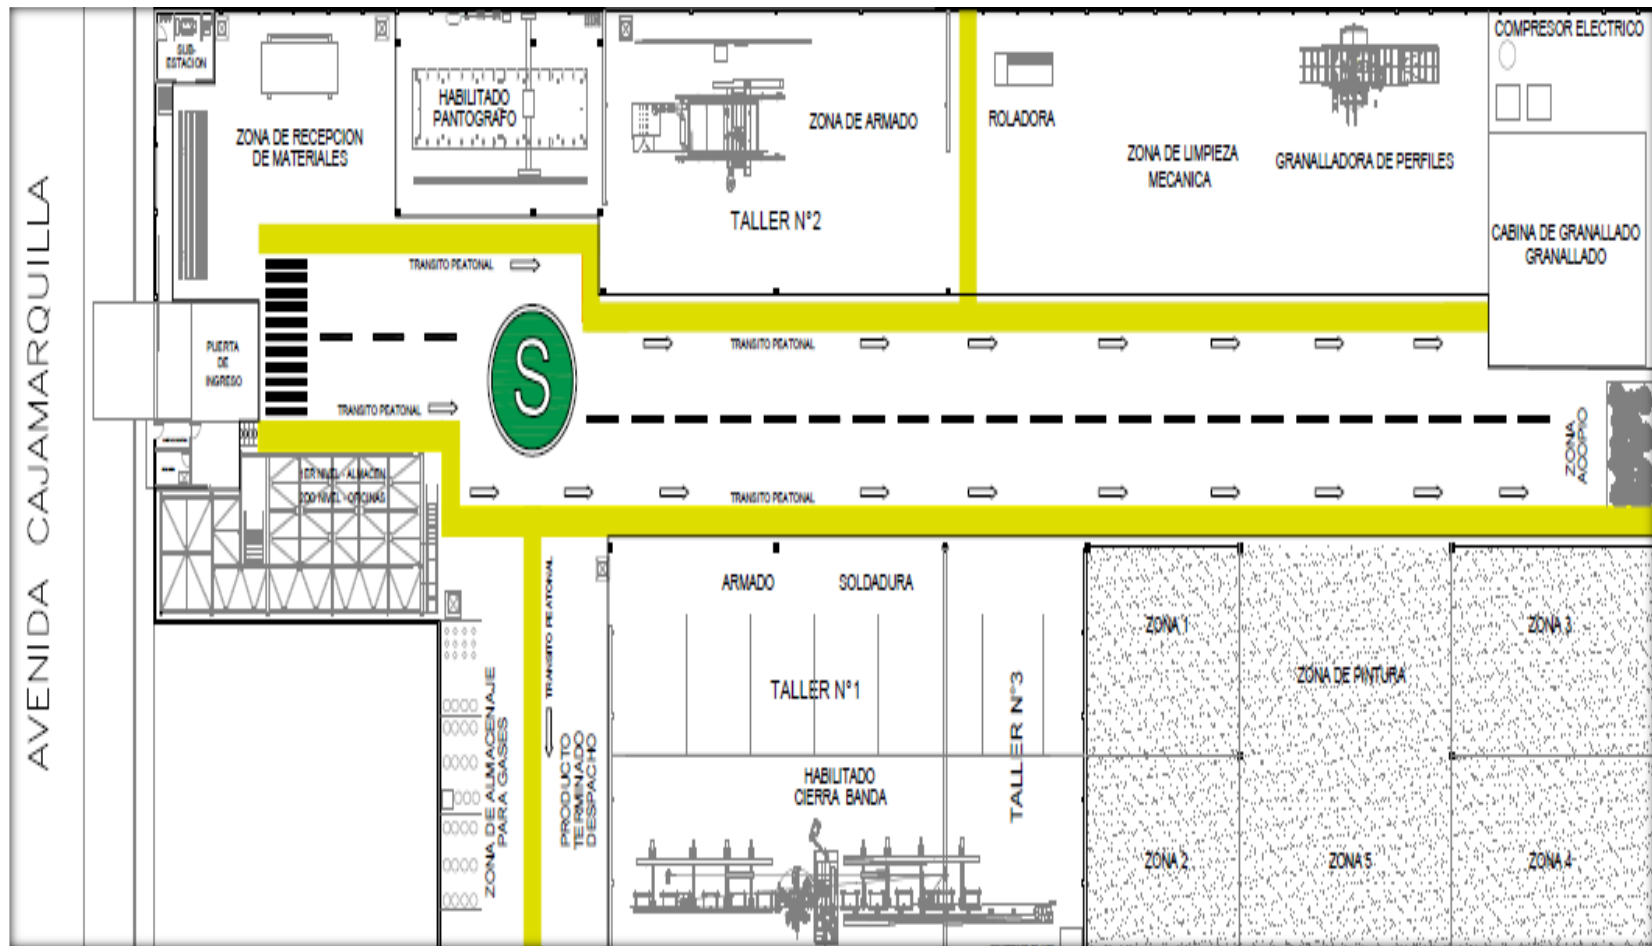 AVENIDA CAJAMARQUILLA
SUB-
ESTACION
ZONA DE RECEPCION
DE MATERIALES
HABILITADO
PANTOGRAFO
ZONA DE ARMADO
TALLER N°2
ROLADORA
ZONA DE LIMPIEZA
MECANICA
GRANALLADORA DE PERFILES
COMPRESOR ELECTRICO
CABINA DE GRANALLADO
GRANALLADO
TRANSITO PEATONAL
PUERTA
DE
INGRESO
S
TRANSITO PEATONAL
TRANSITO PEATONAL
ZONA
ACOPIO
1ER NIVEL - ALMACEN
2DO NIVEL - OFICINAS
TRANSITO PEATONAL
TRANSITO PEATONAL
ZONA DE ALMACENAJE
PARA GASES
PRODUCTO
TERMINADO
DESPACHO
ARMADO
SOLDADURA
TALLER N°1
TALLER N°3
HABILITADO
CIERRA BANDA
ZONA 1
ZONA 3
ZONA DE PINTURA
ZONA 2
ZONA 5
ZONA 4